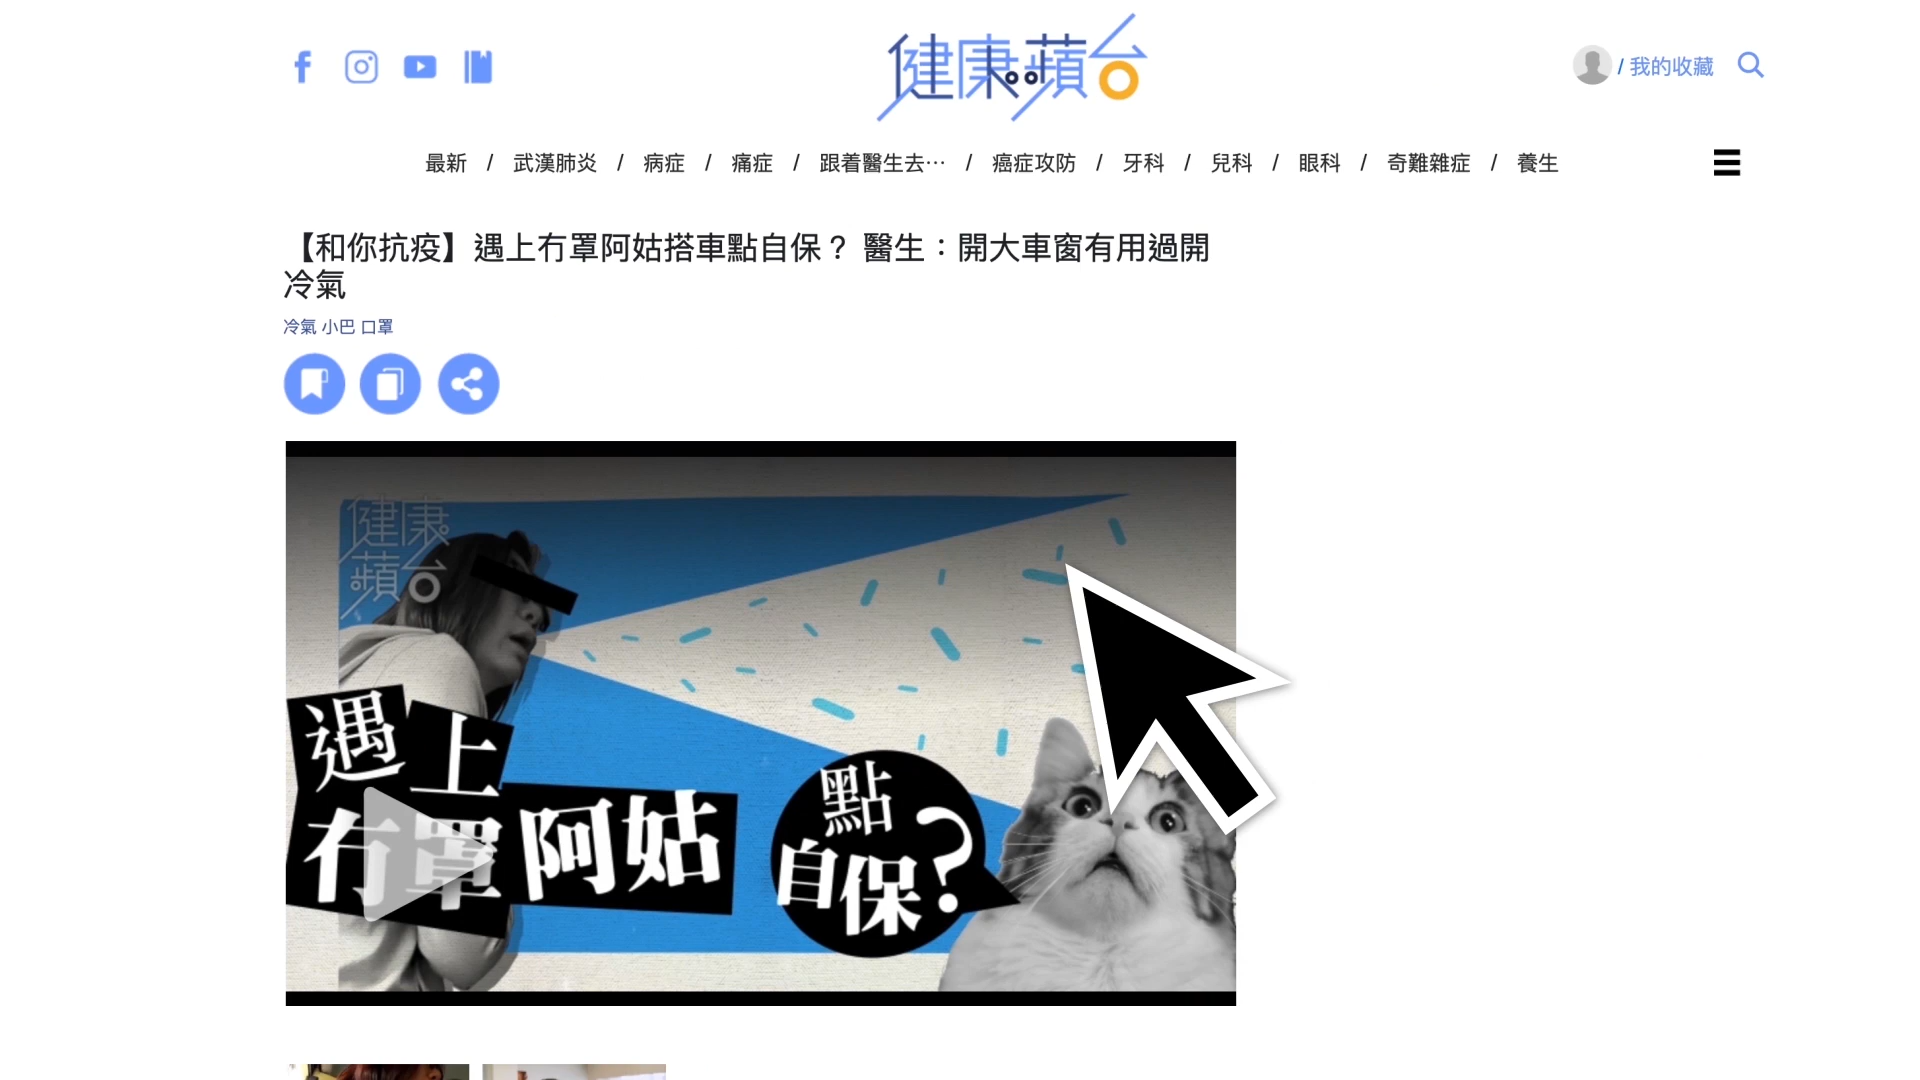 健康蘋台
/ 我的收藏
最新 / 武漢肺炎 / 病症 / 痛症 / 跟着醫生去… / 癌症攻防 / 牙科 / 兒科 / 眼科 / 奇難雜症 / 養生
【和你抗疫】遇上冇罩阿姑搭車點自保？ 醫生：開大車窗有用過開
冷氣
冷氣 小巴 口罩
健康
蘋台
遇上
冇罩阿姑
點
自保?